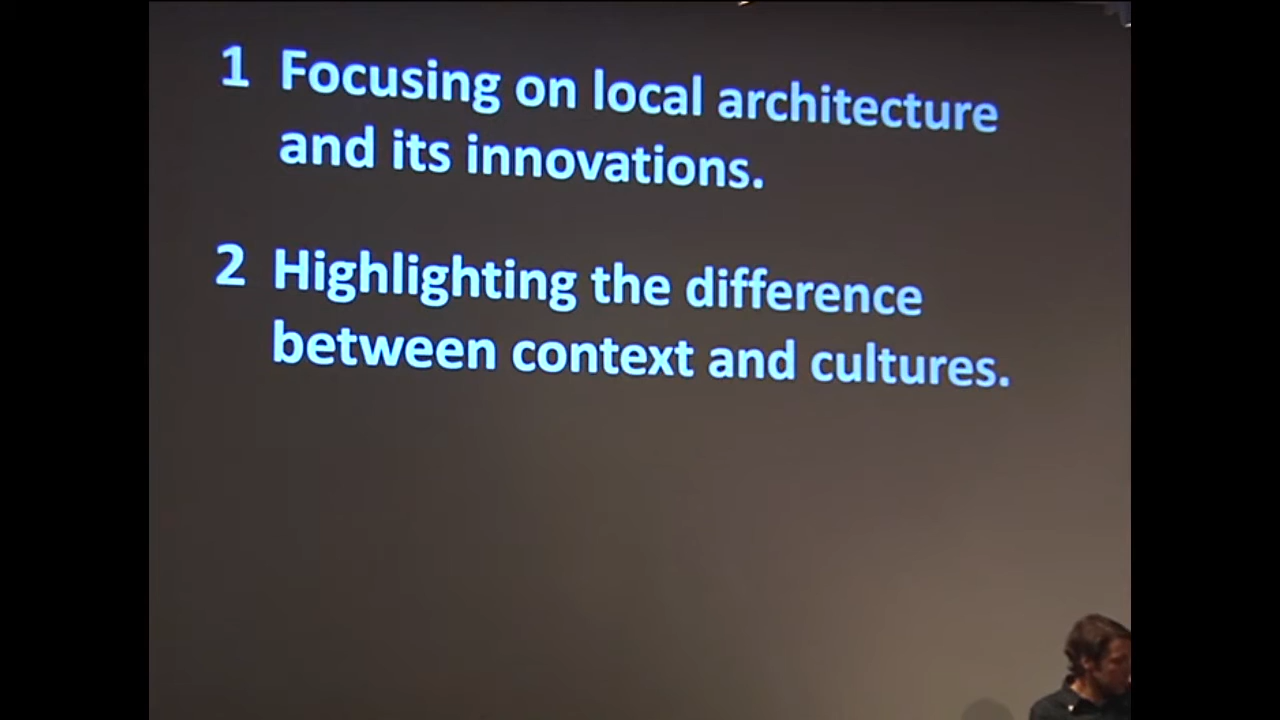 1 Focusing on local architecture
and its innovations.
2 Highlighting the difference
between context and cultures.